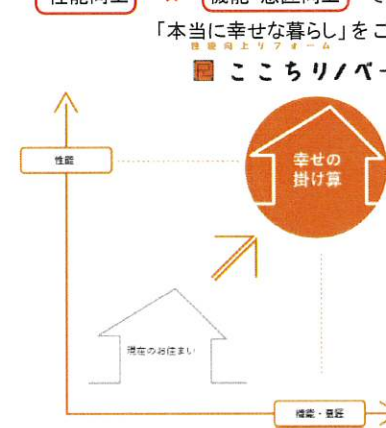 性能向上 × 機能・意匠向上 で
「本当に幸せな暮らし」をこ
性能向上リフォーム
ここちリノベー
性能
幸せの
掛け算
現在のお住まい
機能・意匠